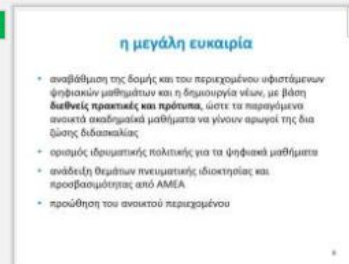 η μεγάλη ευκαιρία
• αναβάθμιση της δομής και του περιεχομένου υφιστάμενων
ψηφιακών μαθημάτων και η δημιουργία νέων, με βάση
διεθνείς πρακτικές και πρότυπα, ώστε τα παραγόμενα
ανοικτά ακαδημαϊκά μαθήματα να γίνουν αρωγοί της δια
ζώσης διδασκαλίας
• ορισμός ιδρυματικής πολιτικής για τα ψηφιακά μαθήματα
• ανάδειξη θεμάτων πνευματικής ιδιοκτησίας και
προσβασιμότητας από ΑΜΕΑ
• προώθηση του ανοικτού περιεχομένου